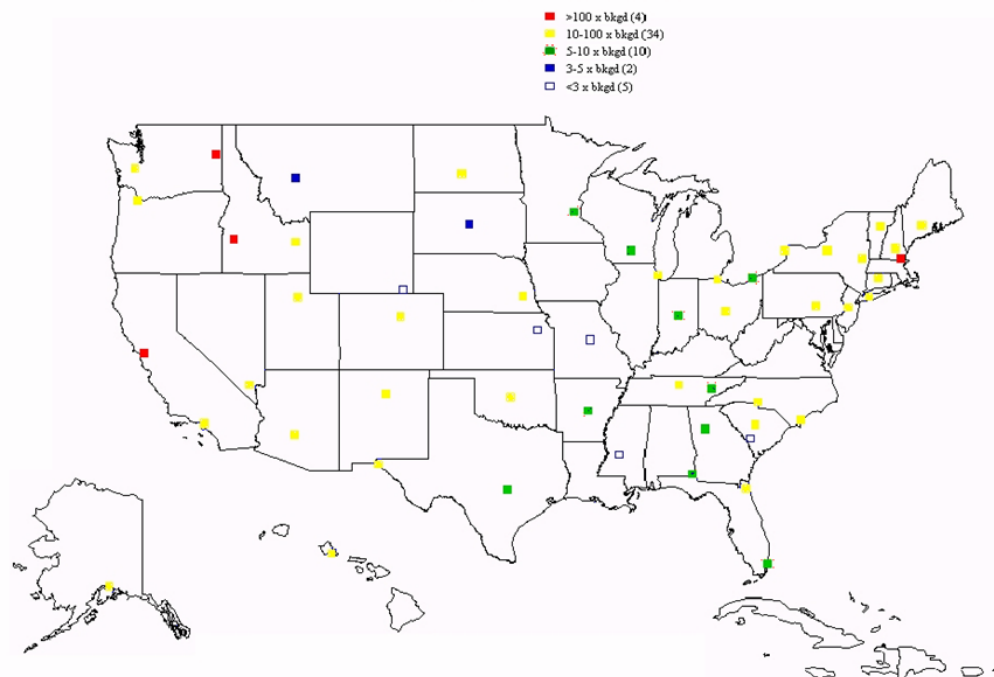 >100 x bkgd (4)
10-100 x bkgd (34)
5-10 x bkgd (10)
3-5 x bkgd (2)
<3 x bkgd (5)